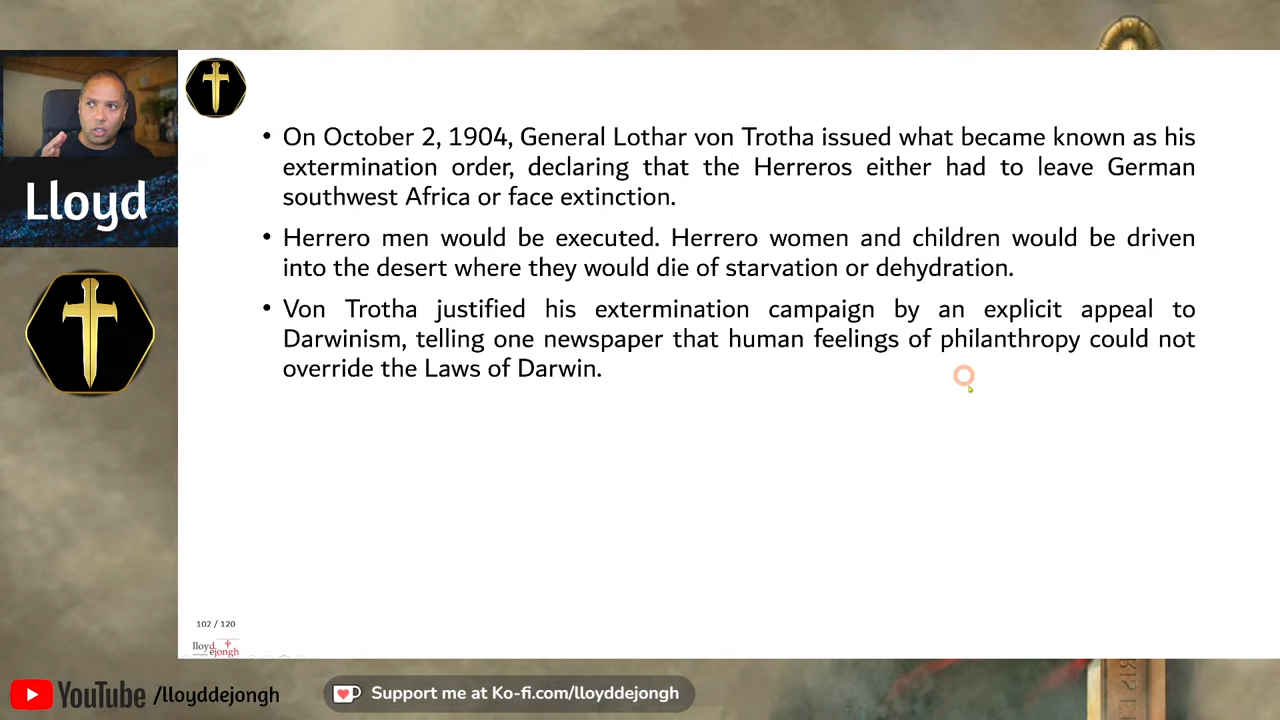 Lloyd
• On October 2, 1904, General Lothar von Trotha issued what became known as his
extermination order, declaring that the Herreros either had to leave German
southwest Africa or face extinction.
• Herrero men would be executed. Herrero women and children would be driven
into the desert where they would die of starvation or dehydration.
• Von Trotha justified his extermination campaign by an explicit appeal to
Darwinism, telling one newspaper that human feelings of philanthropy could not
override the Laws of Darwin.
102 / 120
lloyd
ejongh
YouTube /lloyddejongh
Support me at Ko-fi.com/lloyddejongh